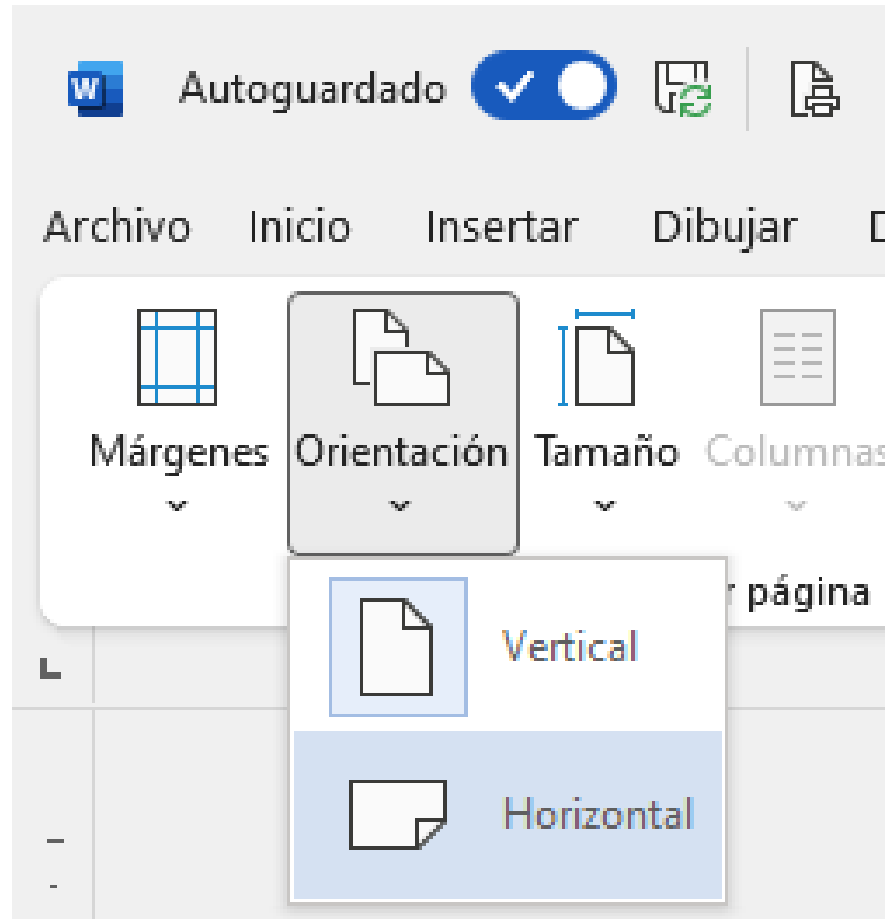 W Autoguardado
Archivo Inicio Insertar Dibujar
Márgenes Orientación Tamaño Columnas
página
Vertical
Horizontal